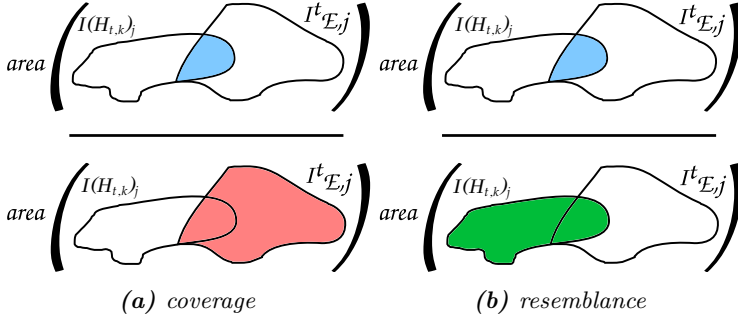 I(H_{t,k})_j I^t_{ℰ,j} I(H_{t,k})_j I^t_{ℰ,j}
area ( ) area ( )
I(H_{t,k})_j I^t_{ℰ,j} I(H_{t,k})_j I^t_{ℰ,j}
area ( ) area ( )
(a) coverage (b) resemblance